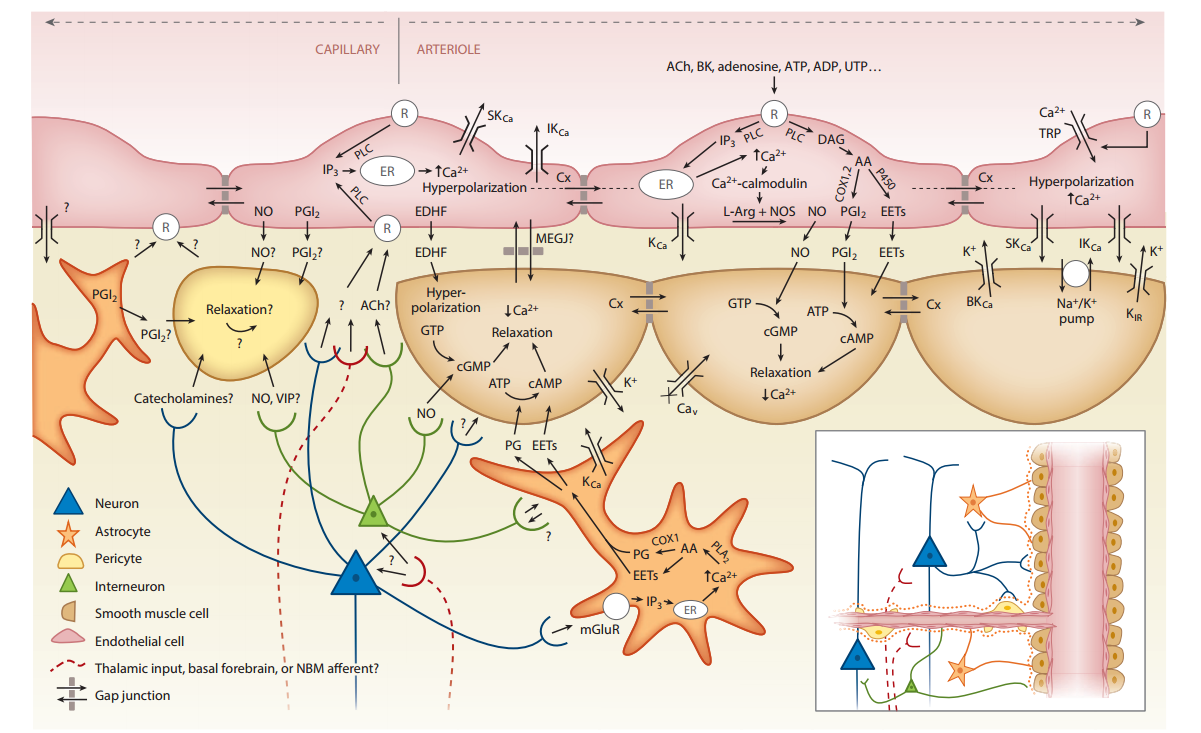 CAPILLARY
ARTERIOLE
ACh, BK, adenosine, ATP, ADP, UTP…
R
SKCa
IKCa
R
Ca2+
TRP
R
PLC
IP3
ER
↑Ca2+
Hyperpolarization
PLC
Cx
IP3
PLC
PLC
DAG
↑Ca2+
AA
ER
Ca2+-calmodulin
COX1,2
P450
L-Arg + NOS
NO
PGI2
EETs
Cx
Hyperpolarization
↑Ca2+
?
R
?
?
NO
PGI2
NO?
PGI2?
R
EDHF
EDHF
MEGJ?
KCa
NO
PGI2
EETs
SKCa
IKCa
K+
BKCa
Na+/K+
pump
K+
KIR
PGI2
PGI2?
Relaxation?
?
?
ACh?
Hyper-
polarization
↓Ca2+
Relaxation
GTP
cGMP
ATP
cAMP
Cx
GTP
cGMP
ATP
cAMP
Relaxation
↓Ca2+
Cx
K+
Cav
Catecholamines?
NO, VIP?
NO
?
PG
EETs
KCa
?
?
COX1
PG
AA
PLA2
EETs
↑Ca2+
IP3
ER
mGluR
Neuron
Astrocyte
Pericyte
Interneuron
Smooth muscle cell
Endothelial cell
Thalamic input, basal forebrain, or NBM afferent?
Gap junction